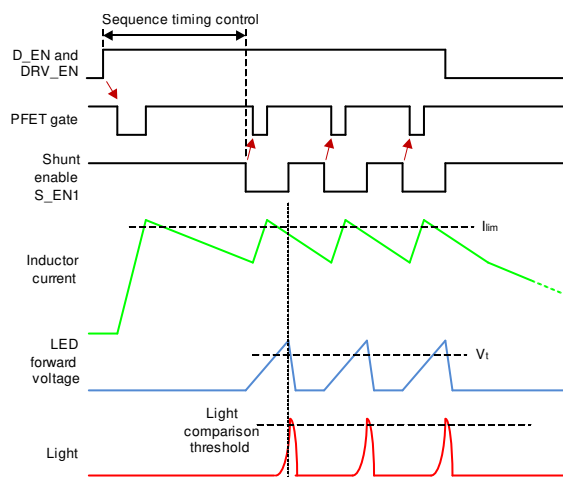 Sequence timing control
D_EN and
DRV_EN
PFET gate
Shunt
enable
S_EN1
Ilim
Inductor
current
LED
forward
voltage
Vt
Light
comparison
threshold
Light